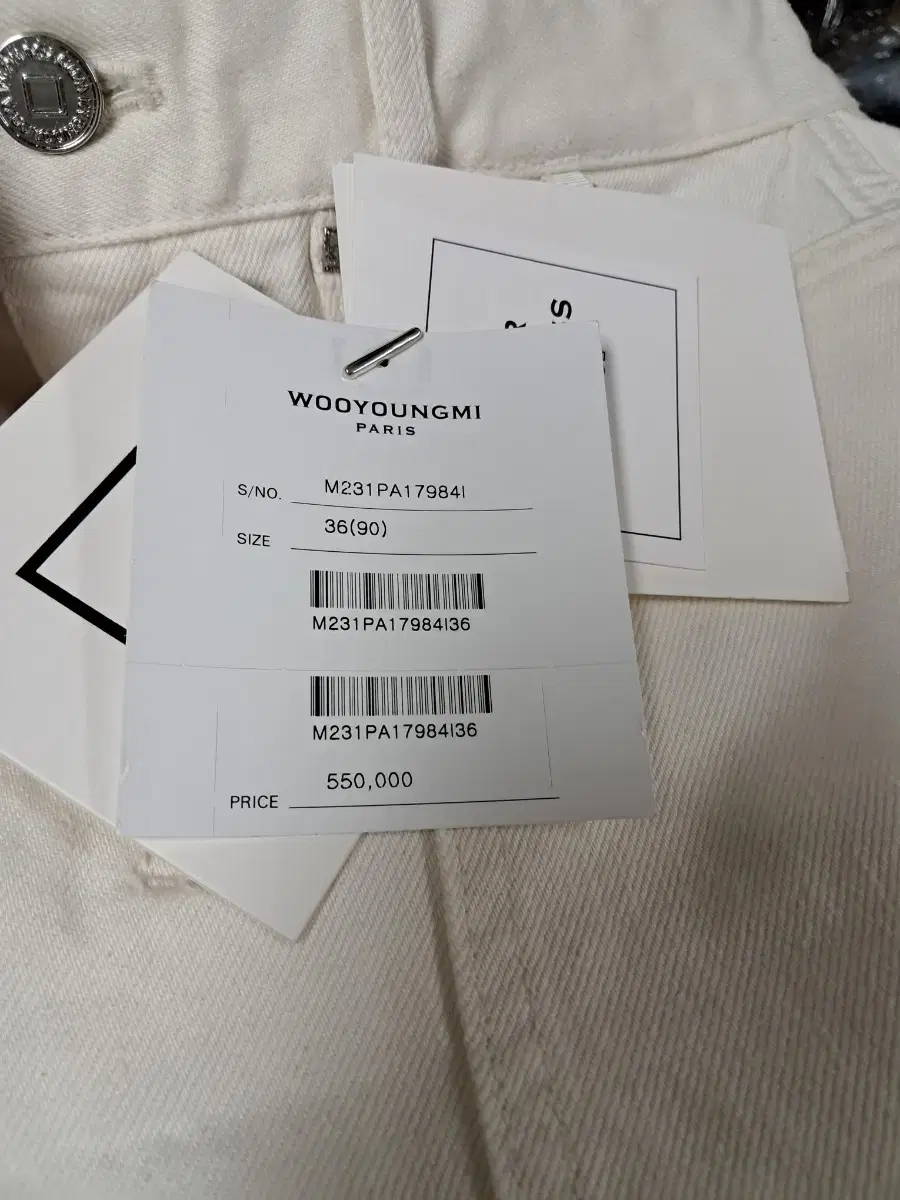 WOOYOUNGMI
PARIS
S/NO. M231PA17984I
SIZE 36(90)
M231PA17984I36
M231PA17984I36
PRICE 550,000